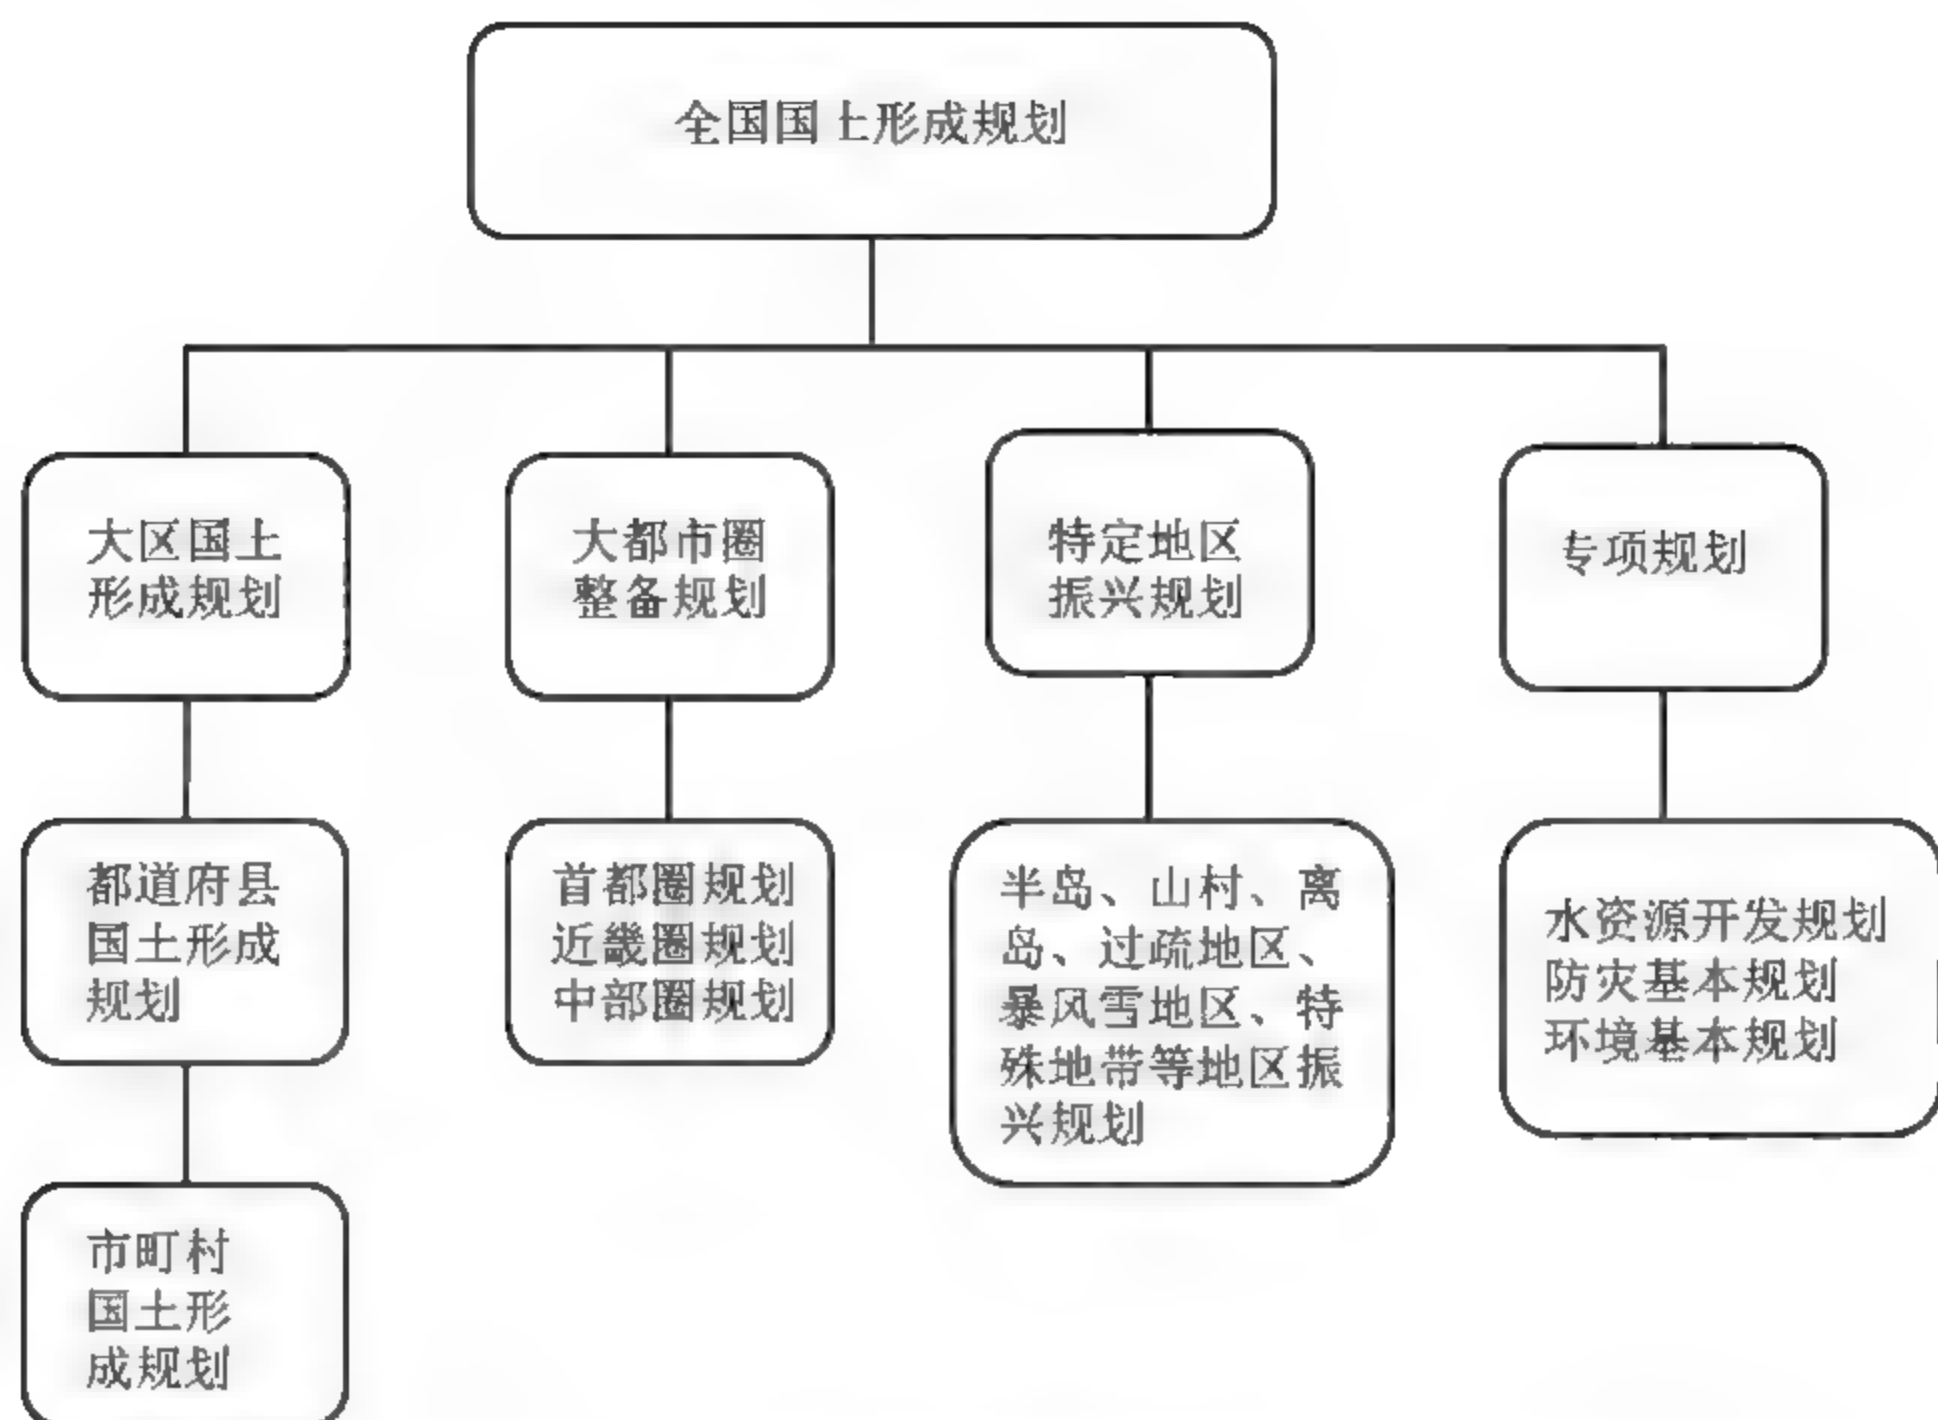 全国国土形成规划
大区国土
形成规划
大都市圈
整备规划
特定地区
振兴规划
专项规划
都道府县
国土形成
规划
首都圈规划
近畿圈规划
中部圈规划
半岛、山村、离
岛、过疏地区、
暴风雪地区、特
殊地带等地区振
兴规划
水资源开发规划
防灾基本规划
环境基本规划
市町村
国土形
成规划